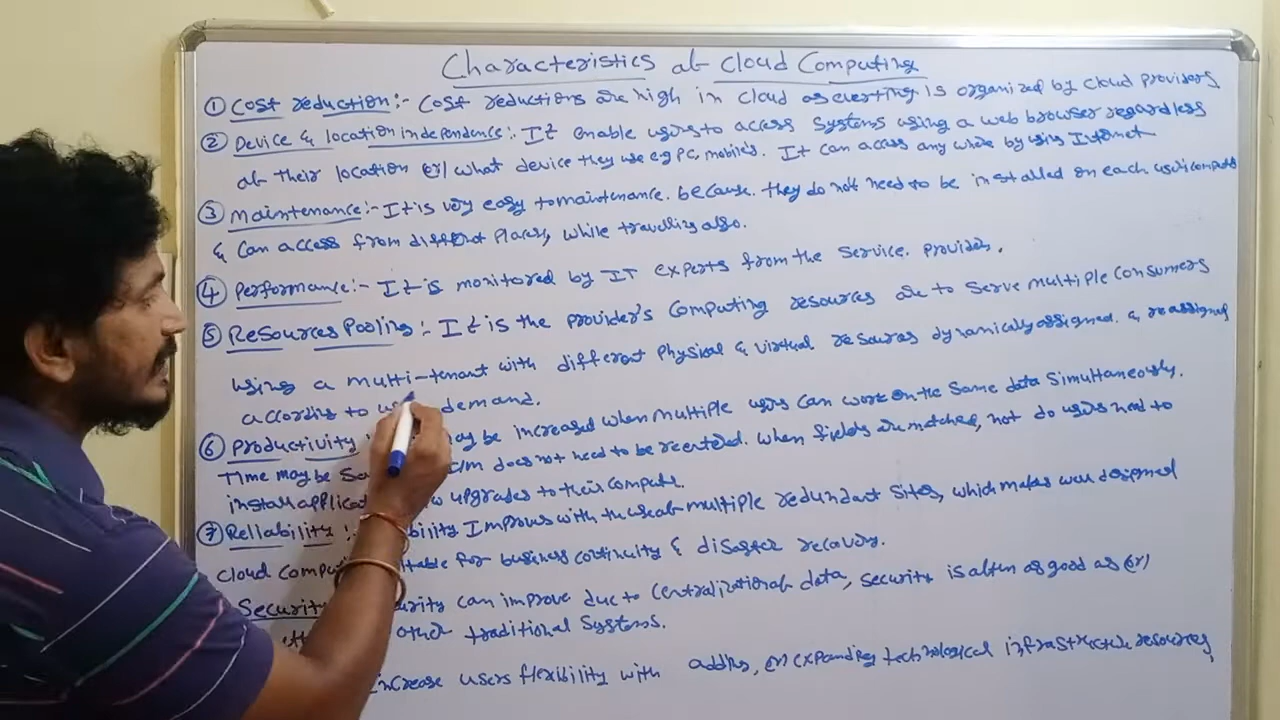 Characteristics of Cloud Computing
① Cost reduction:- Cost reductions are high in cloud as everting is organized by cloud providers
② Device & location independence:. It enable users to access systems using a web browser regardless
of their location (or) what device they use e.g PC, mobile's. It can access any where by using Internet
③ Maintenance:- It is very easy to maintenance. because. they do not need to be installed on each user's computer
& can access from different places, while travelling also.
④ Performance:- It is monitored by IT experts from the service. providers.
⑤ Resources Pooling:- It is the provider's computing resources are to serve multiple consumers
using a multi-tenant with different physical & virtual resources dynamically assigned. & reassigned
according to demand.
⑥ Productivity be increased when multiple users can work on the same data simultaneously.
Time may be does not need to be reentered. when fields are matched, not do users need to
install upgrades to their computer.
⑦ Reliability:- Improves with the use of multiple redundant sites, which makes well designed
cloud for business continuity & disaster recovery.
Security can improve due to centralization of data, security is often as good as (or)
other traditional systems.
increase users flexibility with adding, (or) expanding technological infrastructure resources,